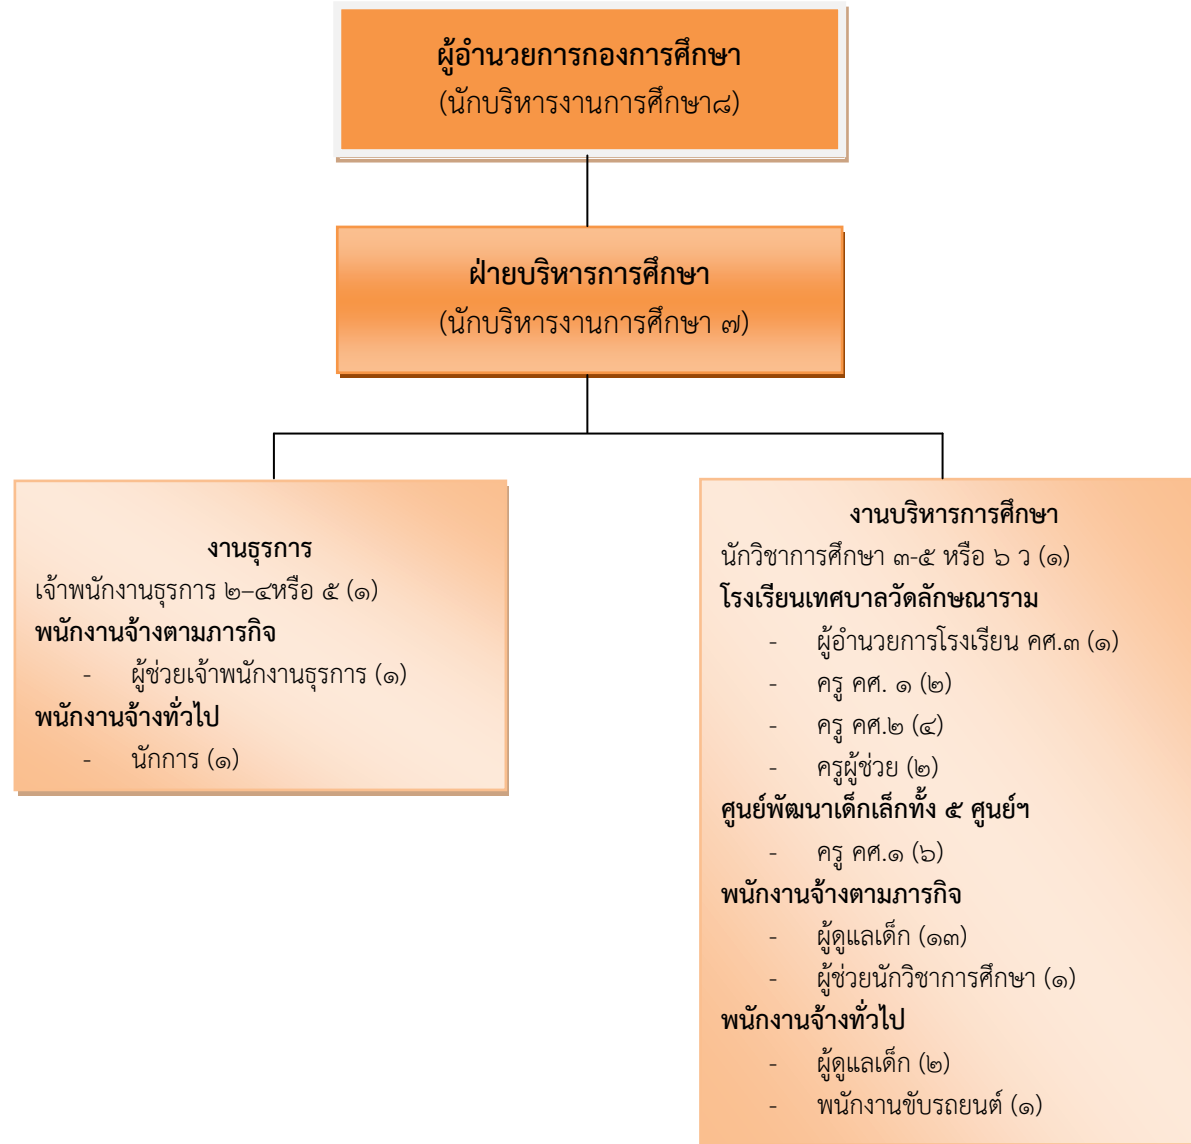 ผู้อำนวยการกองการศึกษา
(นักบริหารงานการศึกษา๘)
ฝ่ายบริหารการศึกษา
(นักบริหารงานการศึกษา ๗)
งานธุรการ
เจ้าพนักงานธุรการ ๒–๔หรือ ๕ (๑)
พนักงานจ้างตามภารกิจ
- ผู้ช่วยเจ้าพนักงานธุรการ (๑)
พนักงานจ้างทั่วไป
- นักการ (๑)
งานบริหารการศึกษา
นักวิชาการศึกษา ๓-๕ หรือ ๖ ว (๑)
โรงเรียนเทศบาลวัดลักษณาราม
- ผู้อำนวยการโรงเรียน คศ.๓ (๑)
- ครู คศ. ๑ (๒)
- ครู คศ.๒ (๔)
- ครูผู้ช่วย (๒)
ศูนย์พัฒนาเด็กเล็กทั้ง ๕ ศูนย์ฯ
- ครู คศ.๑ (๖)
พนักงานจ้างตามภารกิจ
- ผู้ดูแลเด็ก (๑๓)
- ผู้ช่วยนักวิชาการศึกษา (๑)
พนักงานจ้างทั่วไป
- ผู้ดูแลเด็ก (๒)
- พนักงานขับรถยนต์ (๑)